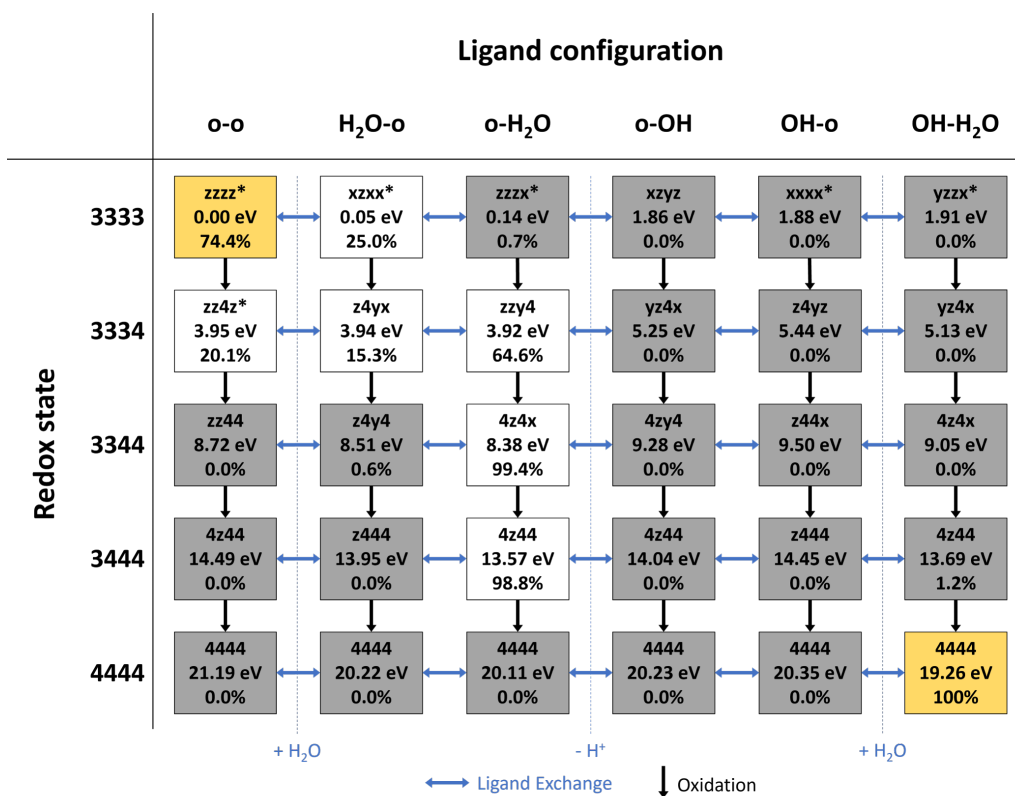 Ligand configuration
o-o
H₂O-o
o-H₂O
o-OH
OH-o
OH-H₂O
Redox state
3333
zzzz*
0.00 eV
74.4%
xzxx*
0.05 eV
25.0%
zzzx*
0.14 eV
0.7%
xzyz
1.86 eV
0.0%
xxxx*
1.88 eV
0.0%
yzzx*
1.91 eV
0.0%
3334
zz4z*
3.95 eV
20.1%
z4yx
3.94 eV
15.3%
zzy4
3.92 eV
64.6%
yz4x
5.25 eV
0.0%
z4yz
5.44 eV
0.0%
yz4x
5.13 eV
0.0%
3344
zz44
8.72 eV
0.0%
z4y4
8.51 eV
0.6%
4z4x
8.38 eV
99.4%
4zy4
9.28 eV
0.0%
z44x
9.50 eV
0.0%
4z4x
9.05 eV
0.0%
3444
4z44
14.49 eV
0.0%
z444
13.95 eV
0.0%
4z44
13.57 eV
98.8%
4z44
14.04 eV
0.0%
z444
14.45 eV
0.0%
4z44
13.69 eV
1.2%
4444
4444
21.19 eV
0.0%
4444
20.22 eV
0.0%
4444
20.11 eV
0.0%
4444
20.23 eV
0.0%
4444
20.35 eV
0.0%
4444
19.26 eV
100%
+ H₂O
- H⁺
+ H₂O
Ligand Exchange
Oxidation